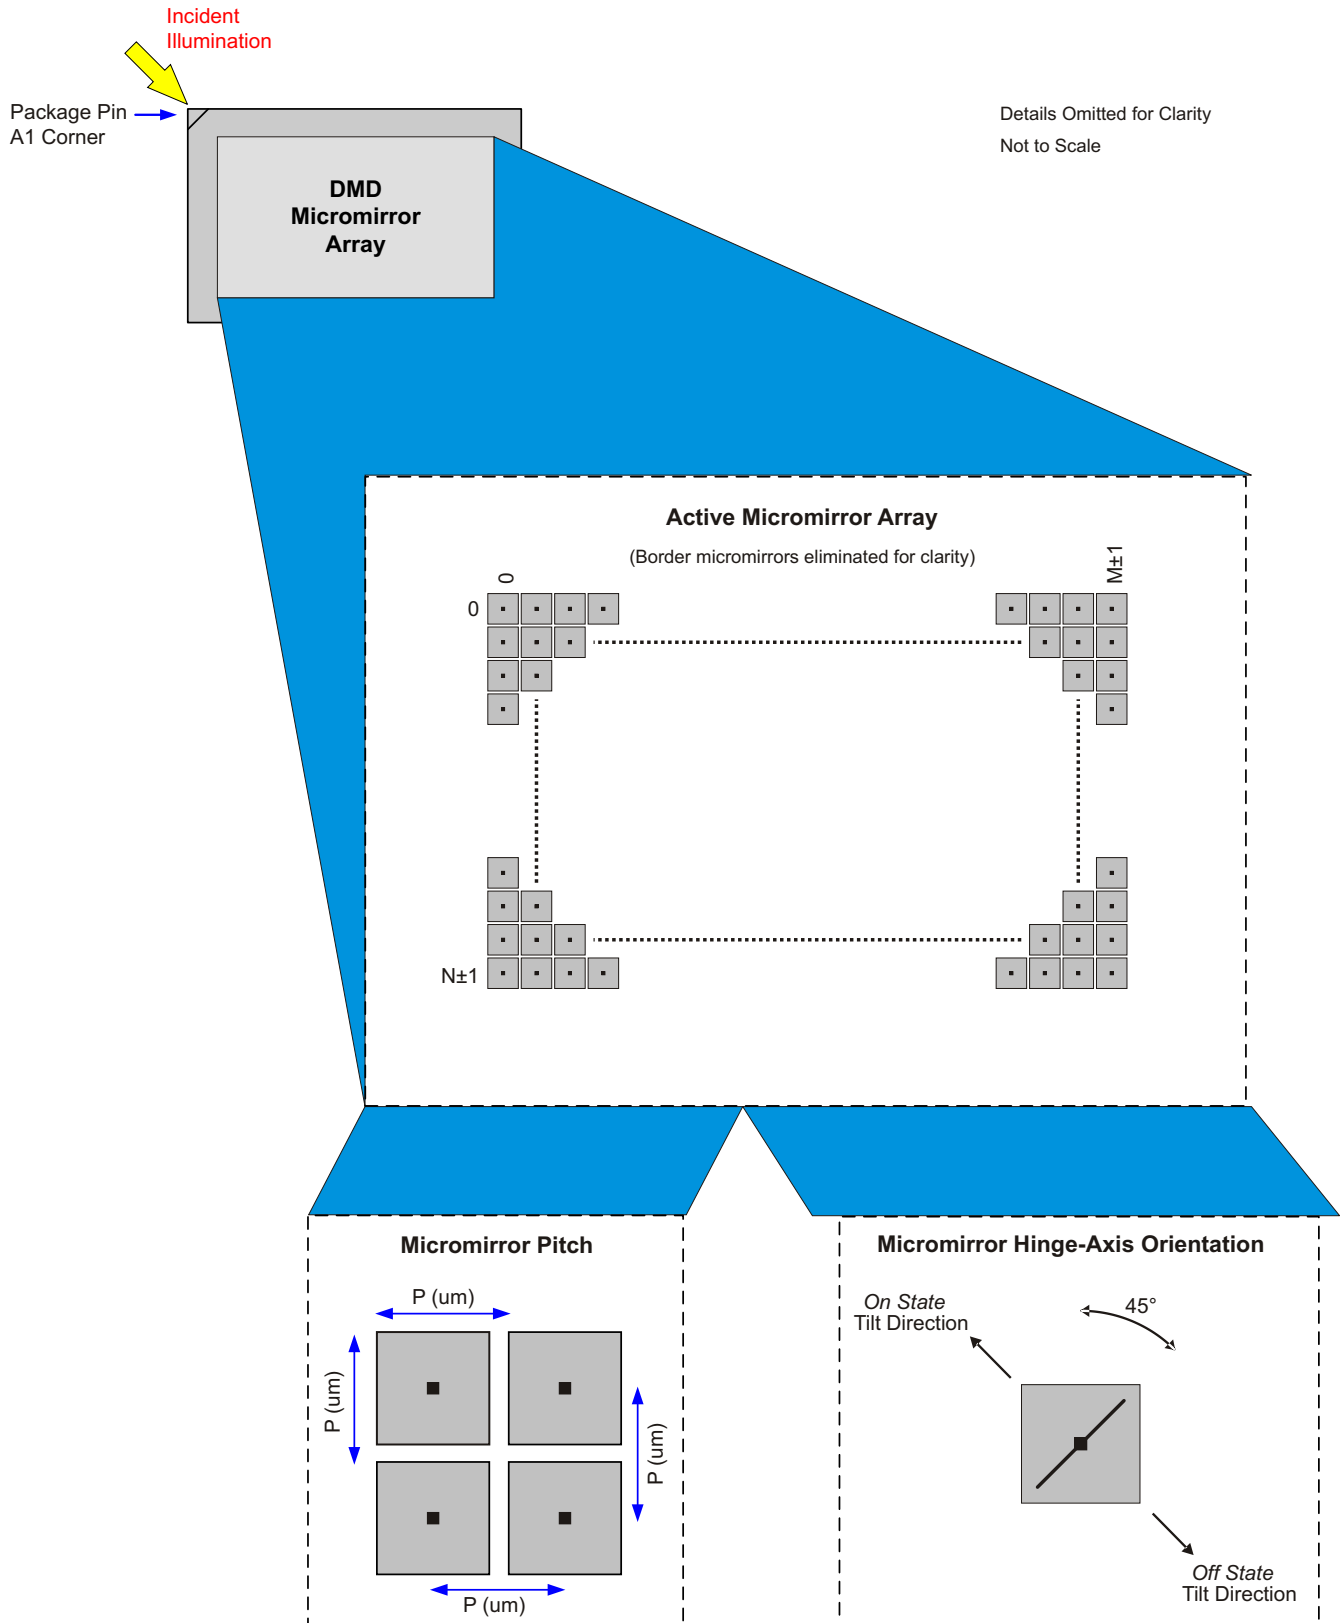 Incident
Illumination
Package Pin
A1 Corner
Details Omitted for Clarity
Not to Scale
DMD
Micromirror
Array
Active Micromirror Array
(Border micromirrors eliminated for clarity)
0
M±1
0
N±1
Micromirror Pitch
P (um)
P (um)
P (um)
P (um)
Micromirror Hinge-Axis Orientation
On State
Tilt Direction
45°
Off State
Tilt Direction